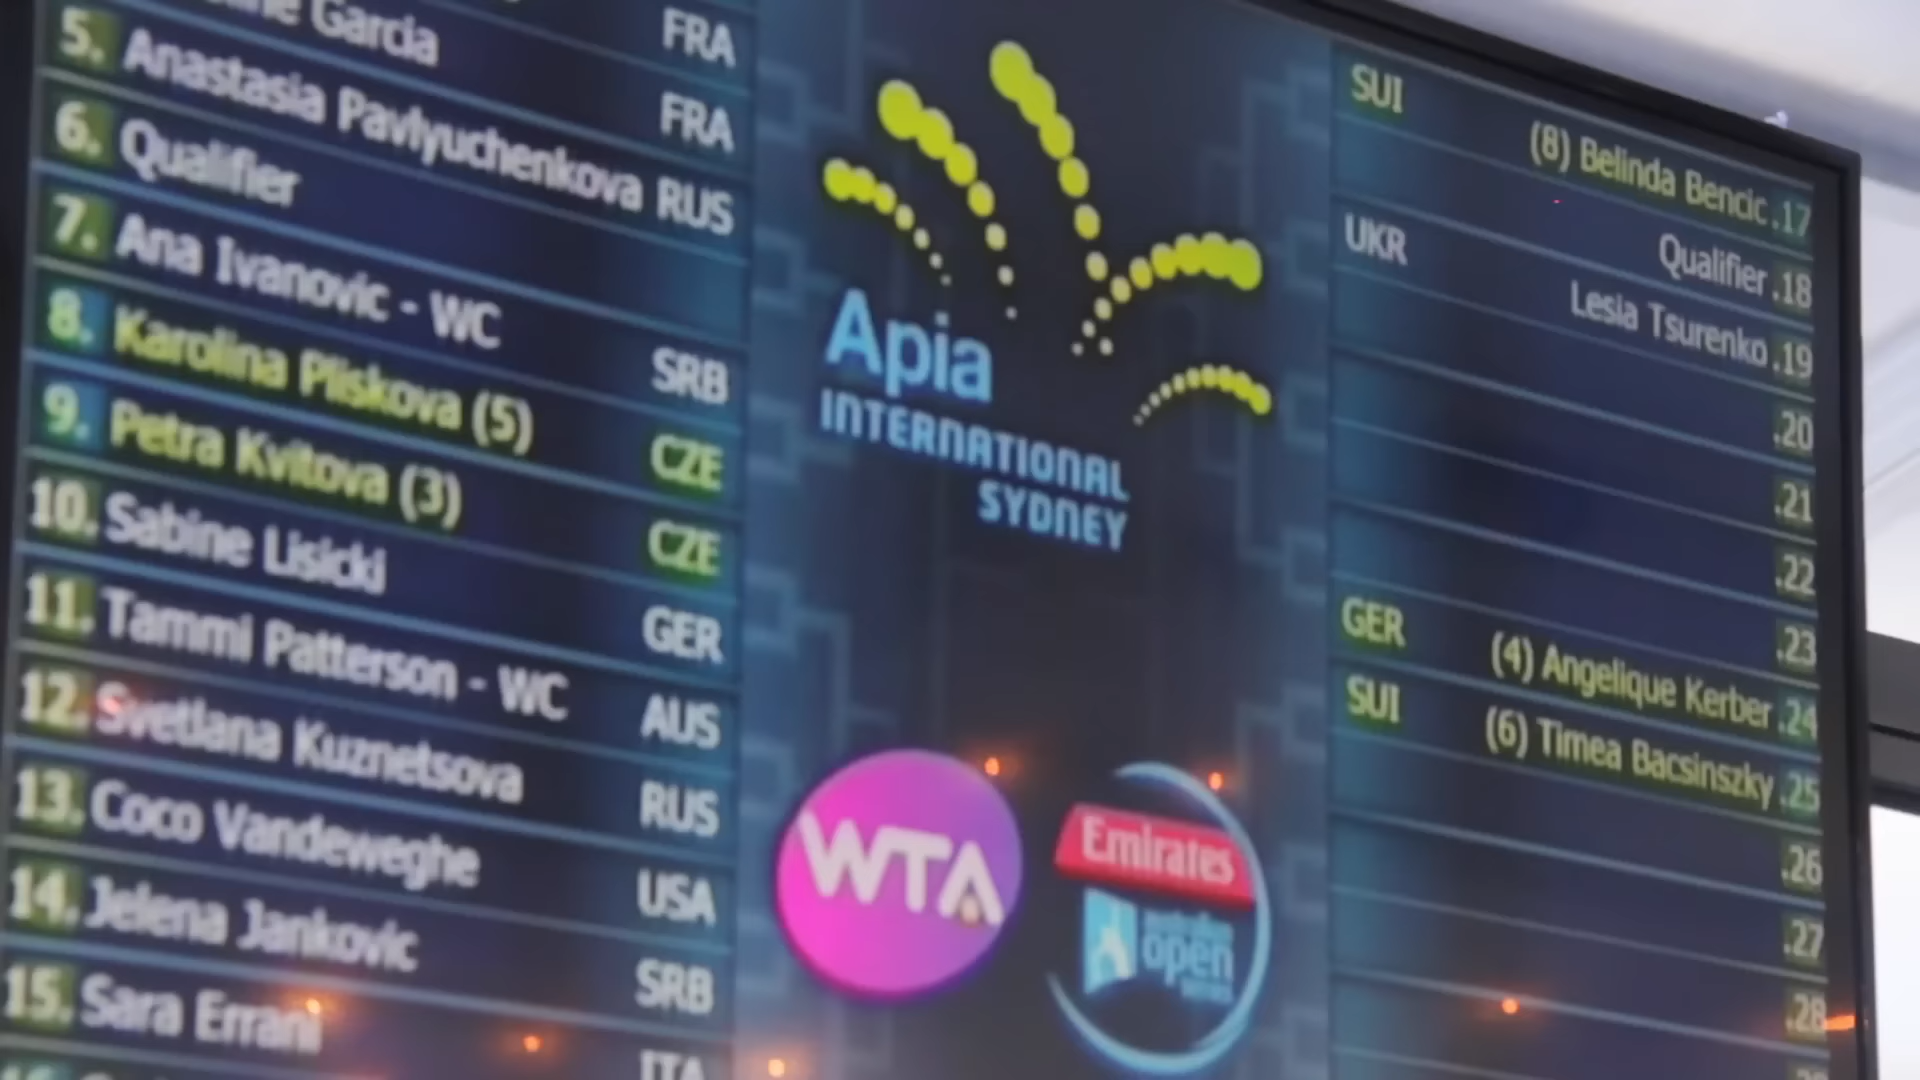 Garcia FRA
5. Anastasia Pavlyuchenkova FRA
6. Qualifier RUS
7. Ana Ivanovic - WC
8. Karolina Pliskova (5) SRB
9. Petra Kvitova (3) CZE
10. Sabine Lisicki CZE
11. Tammi Patterson - WC GER
12. Svetlana Kuznetsova AUS
13. Coco Vandeweghe RUS
14. Jelena Jankovic USA
15. Sara Errani SRB
ITA
Apia
INTERNATIONAL
SYDNEY
WTA
Emirates
australian
open
series
SUI (8) Belinda Bencic .17
Qualifier .18
UKR Lesia Tsurenko .19
.20
.21
.22
.23
GER (4) Angelique Kerber .24
SUI (6) Timea Bacsinszky .25
.26
.27
.28